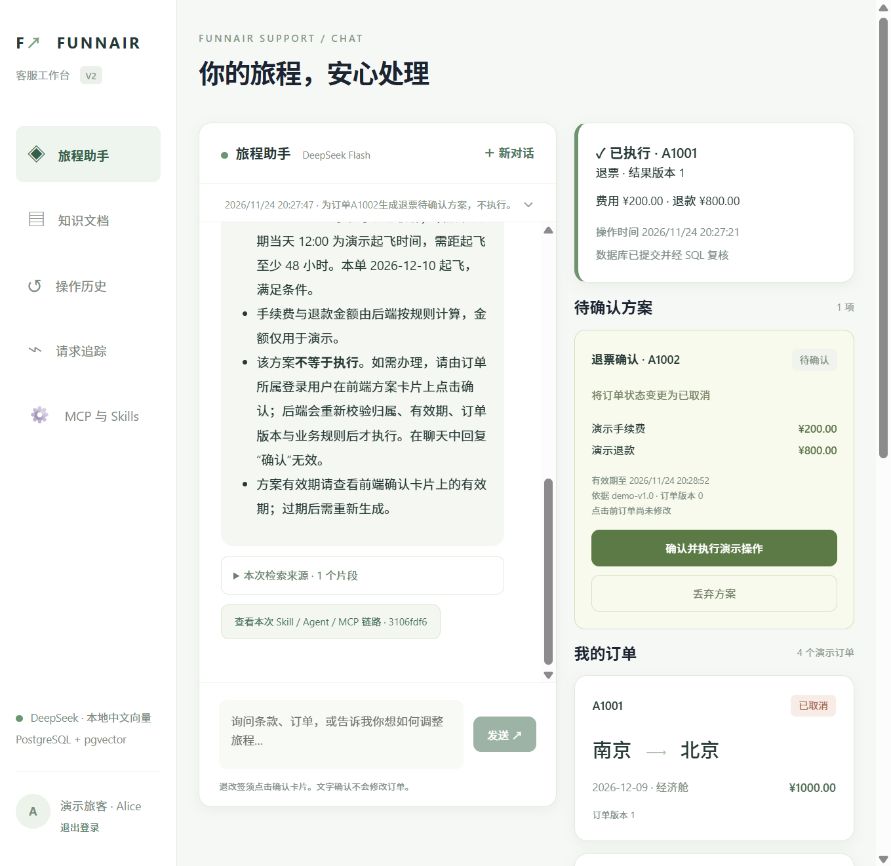 F↗ FUNNAIR
客服工作台 v2
旅程助手
知识文档
操作历史
请求追踪
MCP 与 Skills
DeepSeek · 本地中文向量
PostgreSQL + pgvector
A
演示旅客 · Alice
退出登录
FUNNAIR SUPPORT / CHAT
你的旅程，安心处理
旅程助手 DeepSeek Flash
+ 新对话
2026/11/24 20:27:47 · 为订单A1002生成退票待确认方案，不执行。
期当天 12:00 为演示起飞时间，需距起飞
至少 48 小时。本单 2026-12-10 起飞，
满足条件。
• 手续费与退款金额由后端按规则计算，金
额仅用于演示。
• 该方案不等于执行。如需办理，请由订单
所属登录用户在前端方案卡片上点击确
认；后端会重新校验归属、有效期、订单
版本与业务规则后才执行。在聊天中回复
“确认”无效。
• 方案有效期请查看前端确认卡片上的有效
期；过期后需重新生成。
▶ 本次检索来源 · 1 个片段
查看本次 Skill / Agent / MCP 链路 · 3106fdf6
询问条款、订单，或告诉我你想如何调整
旅程...
发送 ↗
退改签须点击确认卡片。文字确认不会修改订单。
✓ 已执行 · A1001
退票 · 结果版本 1
费用 ¥200.00 · 退款 ¥800.00
操作时间 2026/11/24 20:27:21
数据库已提交并经 SQL 复核
待确认方案
1 项
退票确认 · A1002
待确认
将订单状态变更为已取消
演示手续费 ¥200.00
演示退款 ¥800.00
有效期至 2026/11/24 20:28:52
依据 demo-v1.0 · 订单版本 0
点击前订单尚未修改
确认并执行演示操作
丢弃方案
我的订单
4 个演示订单
A1001
已取消
南京 → 北京
2026-12-09 · 经济舱 ¥1000.00
订单版本 1